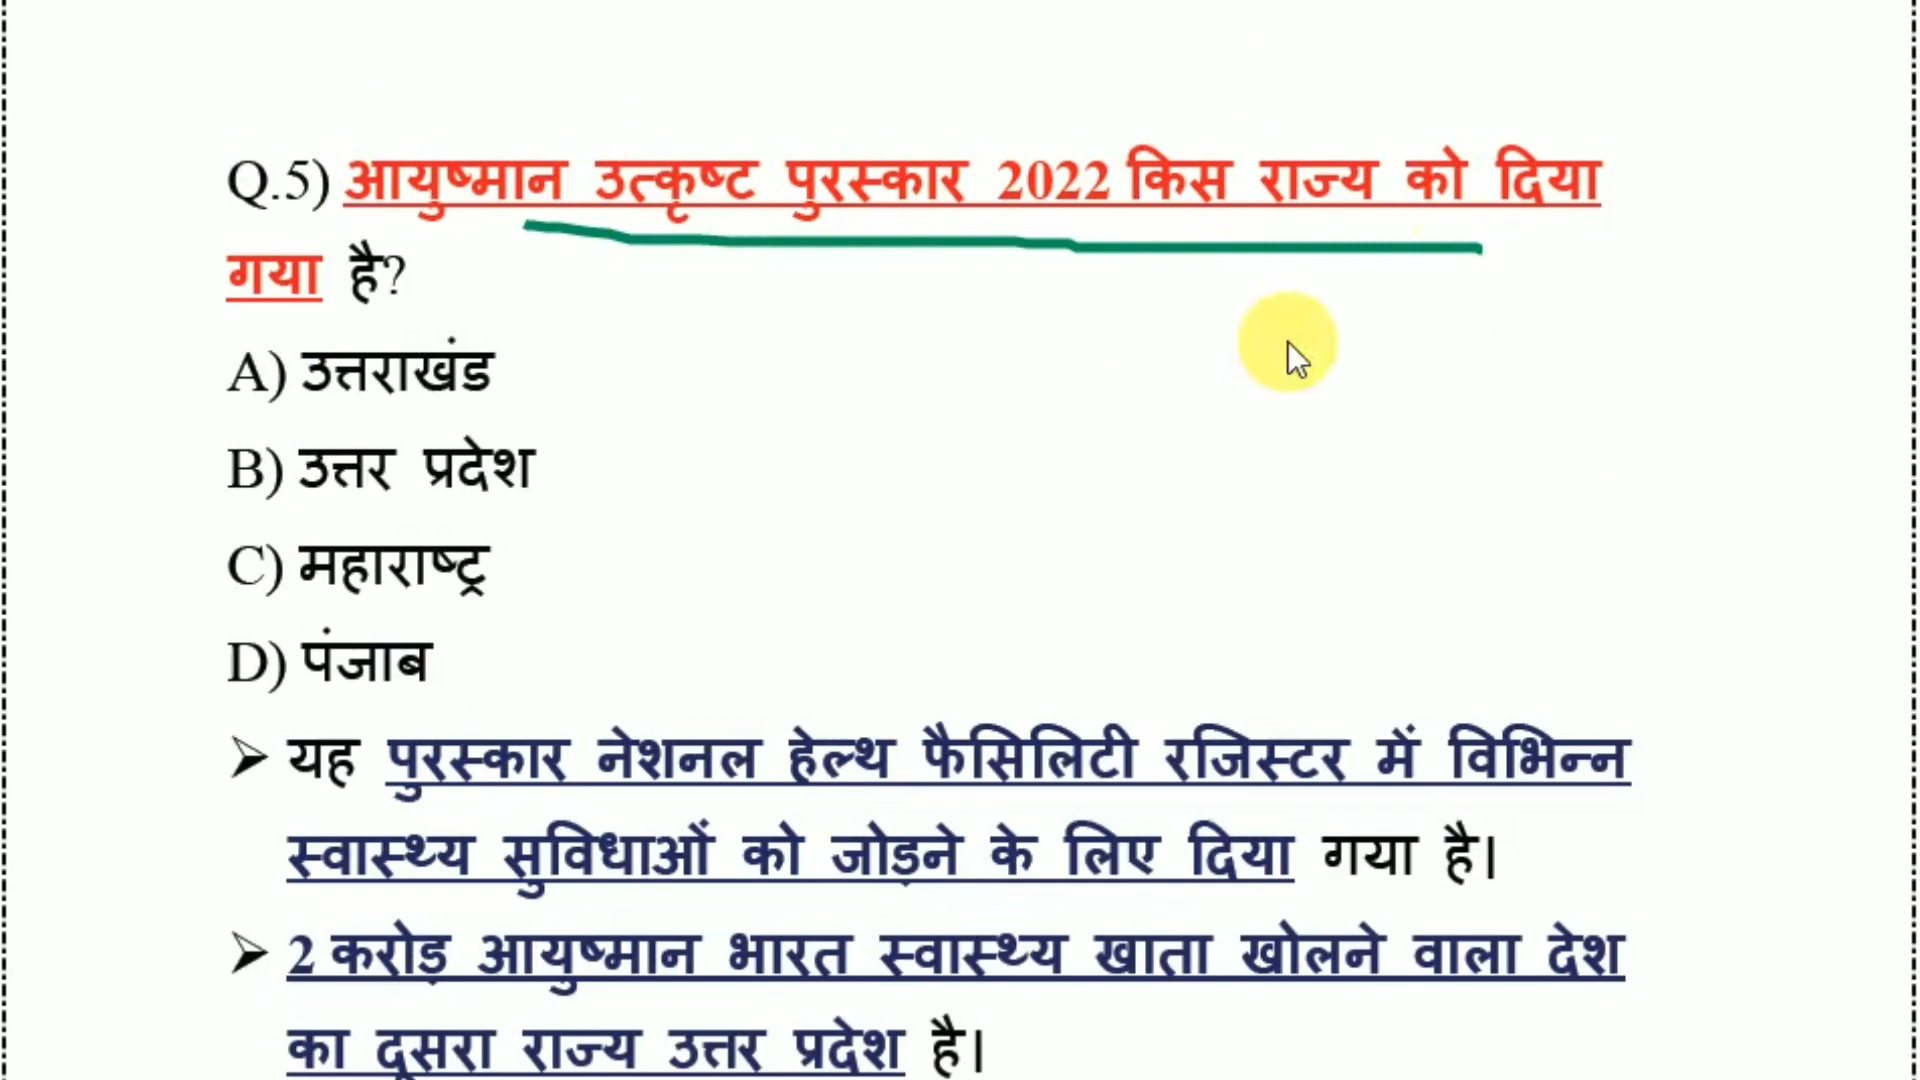 Q.5) आयुष्मान उत्कृष्ट पुरस्कार 2022 किस राज्य को दिया
गया है?
A) उत्तराखंड
B) उत्तर प्रदेश
C) महाराष्ट्र
D) पंजाब
➢ यह पुरस्कार नेशनल हेल्थ फैसिलिटी रजिस्टर में विभिन्न
स्वास्थ्य सुविधाओं को जोड़ने के लिए दिया गया है।
➢ 2 करोड़ आयुष्मान भारत स्वास्थ्य खाता खोलने वाला देश
का दूसरा राज्य उत्तर प्रदेश है।